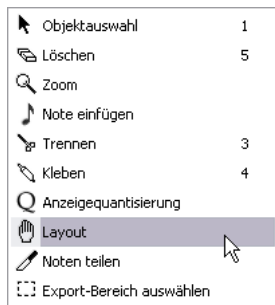 Objektauswahl 1
Löschen 5
Zoom
Note einfügen
Trennen 3
Kleben 4
Anzeigequantisierung
Layout
Noten teilen
Export-Bereich auswählen